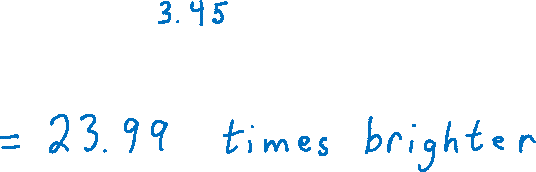 3.45
= 23.99 times brighter